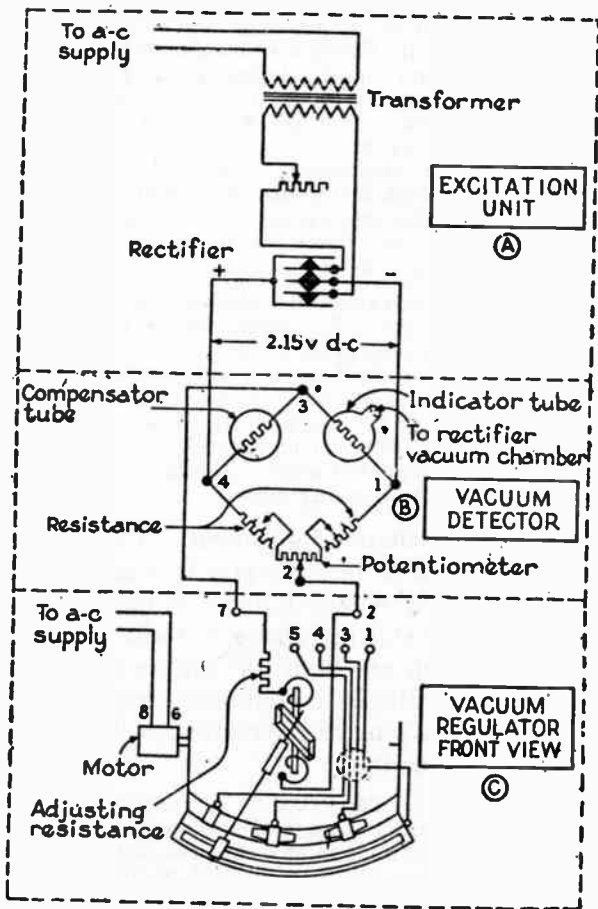 To a-c
supply
Transformer
EXCITATION
UNIT
A
Rectifier
+
-
2.15v d-c
Compensator
tube
3
Indicator tube
To rectifier
vacuum chamber
4
1
B
VACUUM
DETECTOR
Resistance
2
Potentiometer
To a-c
supply
7
2
5
4
3
1
8
6
VACUUM
REGULATOR
FRONT VIEW
C
Motor
Adjusting
resistance